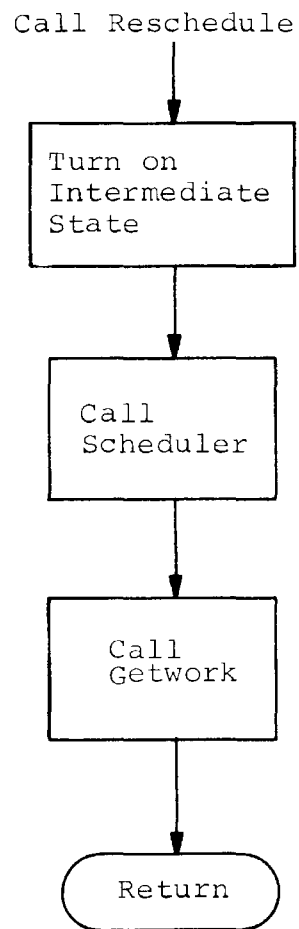 Call Reschedule
Turn on
Intermediate
State
Call
Scheduler
Call
Getwork
Return